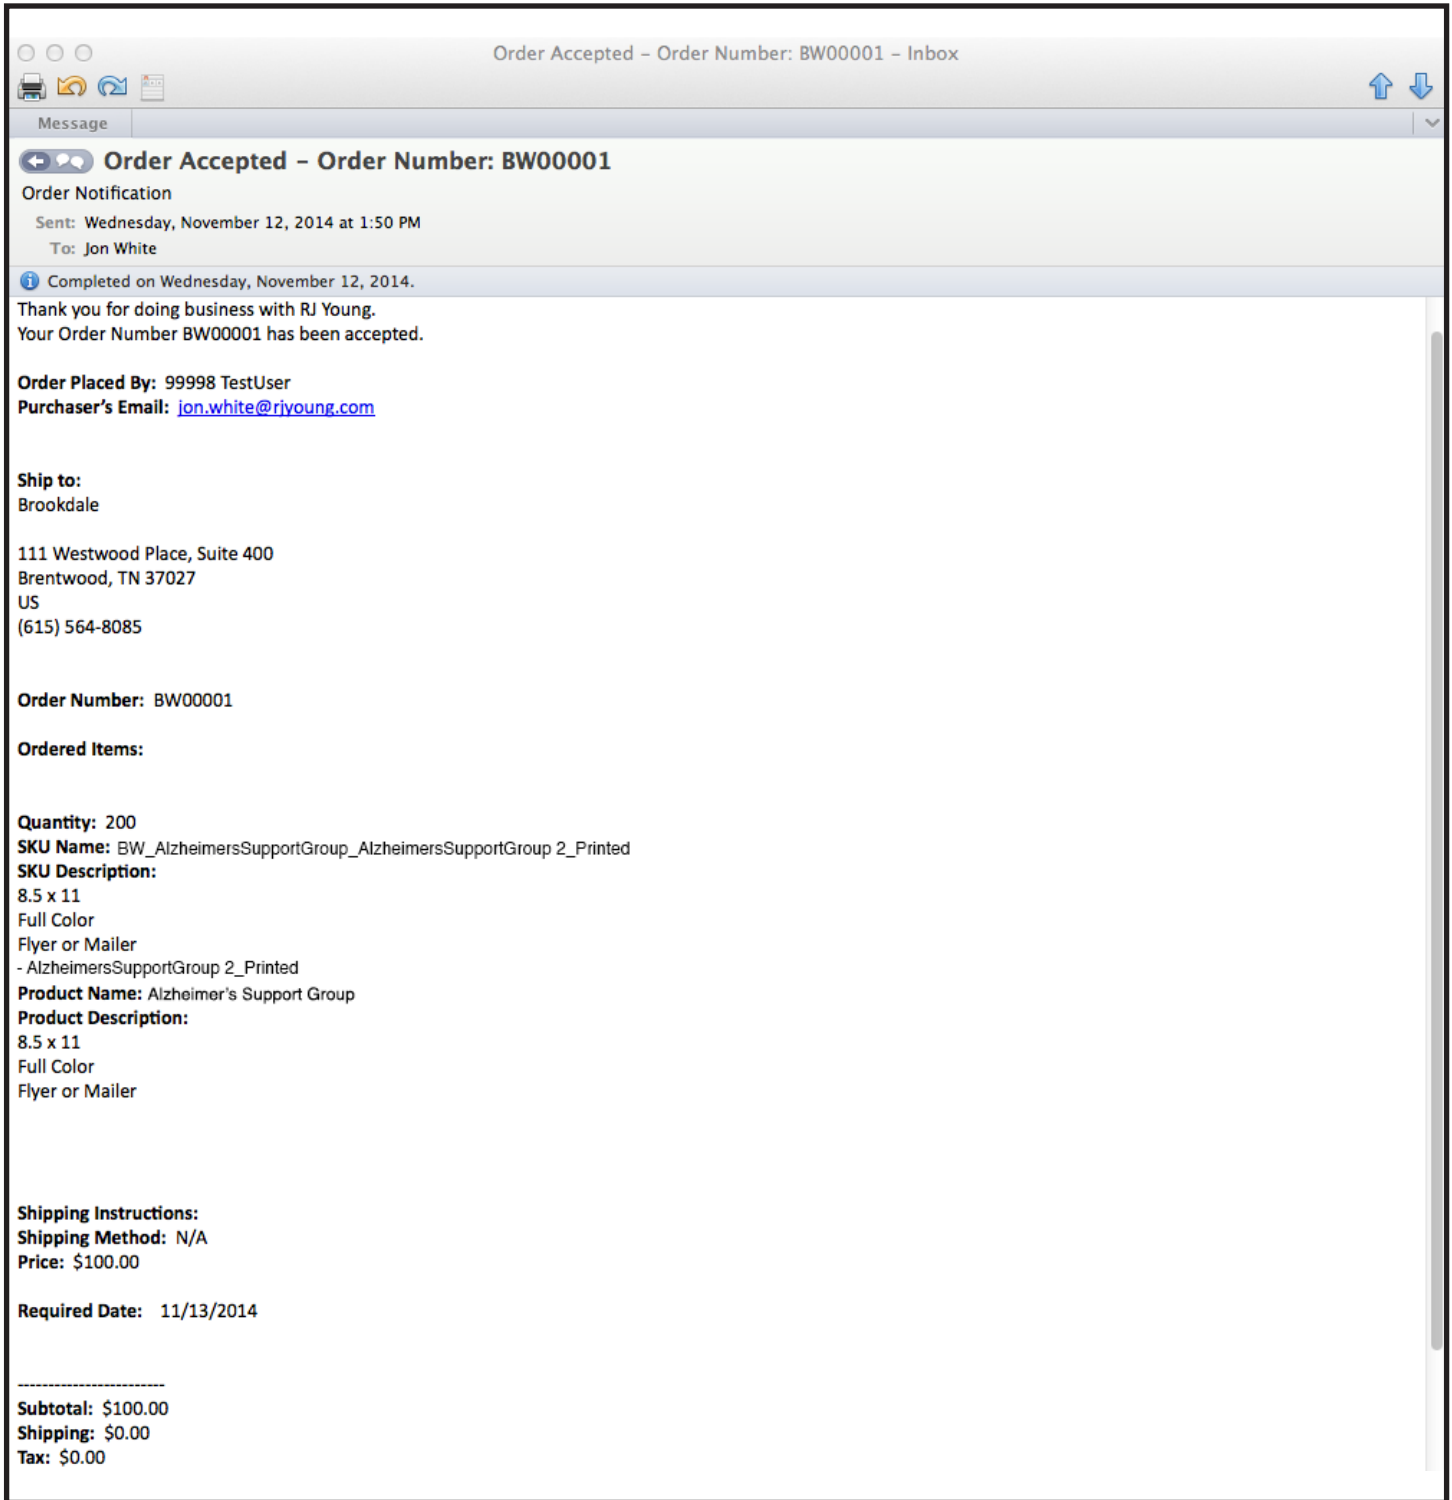 Order Accepted – Order Number: BW00001 – Inbox
Message
Order Accepted – Order Number: BW00001
Order Notification
Sent: Wednesday, November 12, 2014 at 1:50 PM
To: Jon White
Completed on Wednesday, November 12, 2014.
Thank you for doing business with RJ Young.
Your Order Number BW00001 has been accepted.
Order Placed By: 99998 TestUser
Purchaser's Email: jon.white@rjyoung.com
Ship to:
Brookdale
111 Westwood Place, Suite 400
Brentwood, TN 37027
US
(615) 564-8085
Order Number: BW00001
Ordered Items:
Quantity: 200
SKU Name: BW_AlzheimersSupportGroup_AlzheimersSupportGroup 2_Printed
SKU Description:
8.5 x 11
Full Color
Flyer or Mailer
- AlzheimersSupportGroup 2_Printed
Product Name: Alzheimer's Support Group
Product Description:
8.5 x 11
Full Color
Flyer or Mailer
Shipping Instructions:
Shipping Method: N/A
Price: $100.00
Required Date: 11/13/2014
------------------------
Subtotal: $100.00
Shipping: $0.00
Tax: $0.00